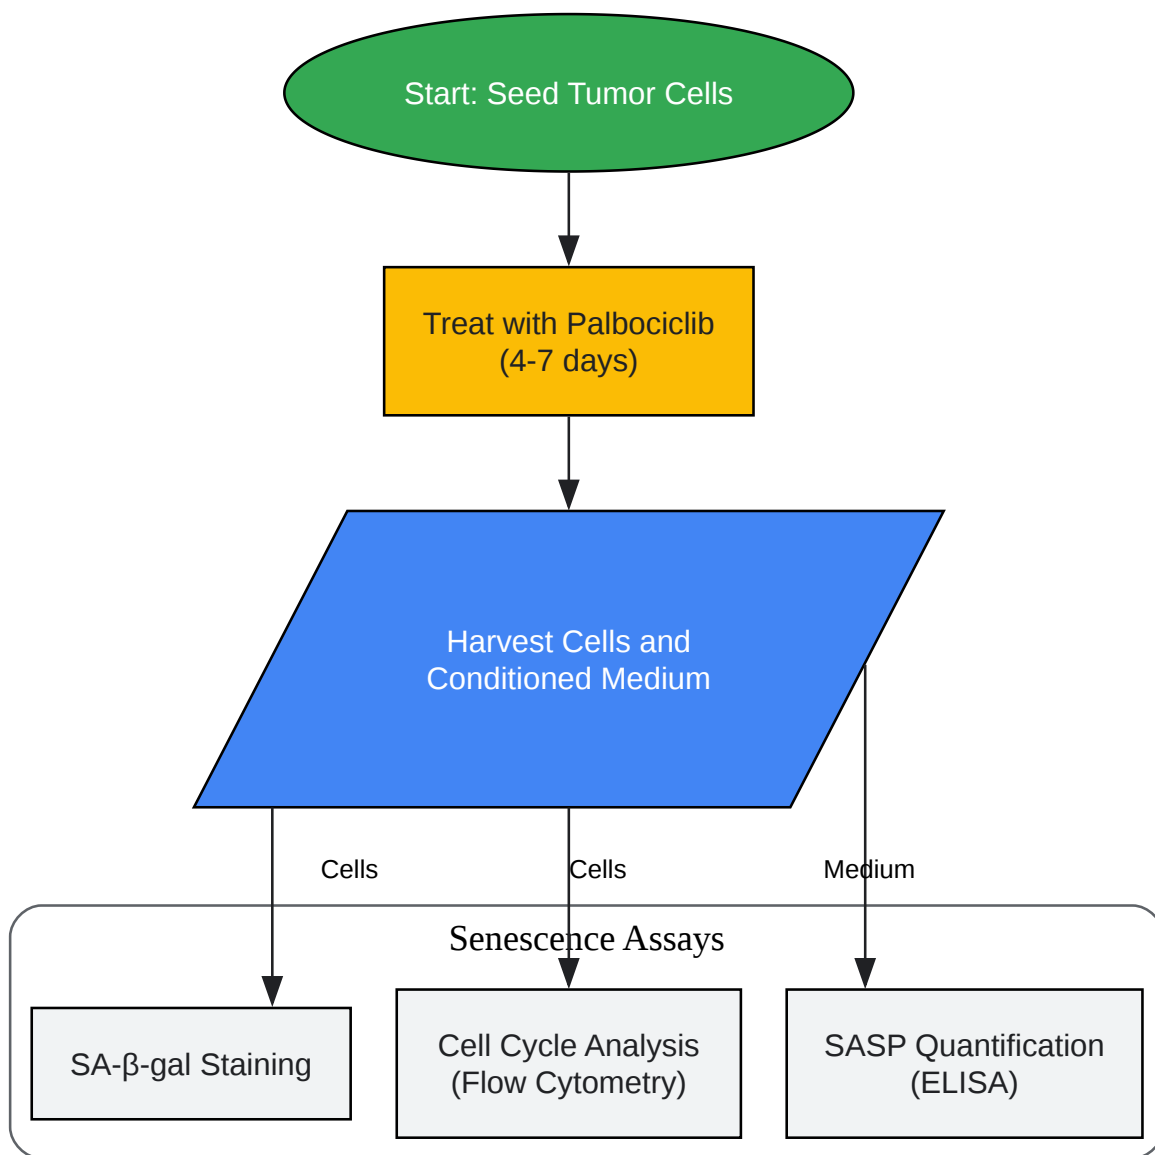 Start: Seed Tumor Cells
Treat with Palbociclib
(4-7 days)
Harvest Cells and
Conditioned Medium
Cells
Cells
Medium
Senescence Assays
SA-β-gal Staining
Cell Cycle Analysis
(Flow Cytometry)
SASP Quantification
(ELISA)